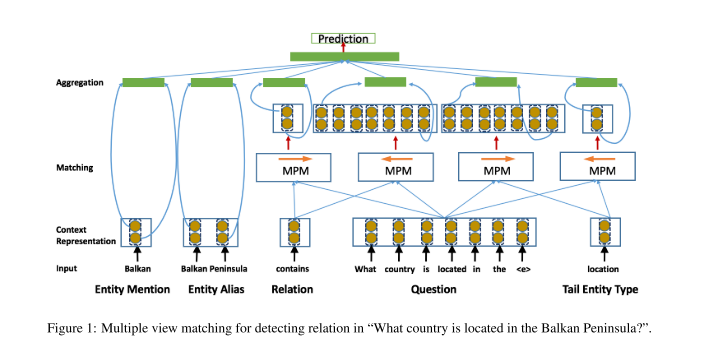 Prediction
Aggregation
Matching
MPM MPM MPM MPM
Context
Representation
Input Balkan Balkan Peninsula contains What country is located in the <e> location
Entity Mention Entity Alias Relation Question Tail Entity Type
Figure 1: Multiple view matching for detecting relation in “What country is located in the Balkan Peninsula?”.